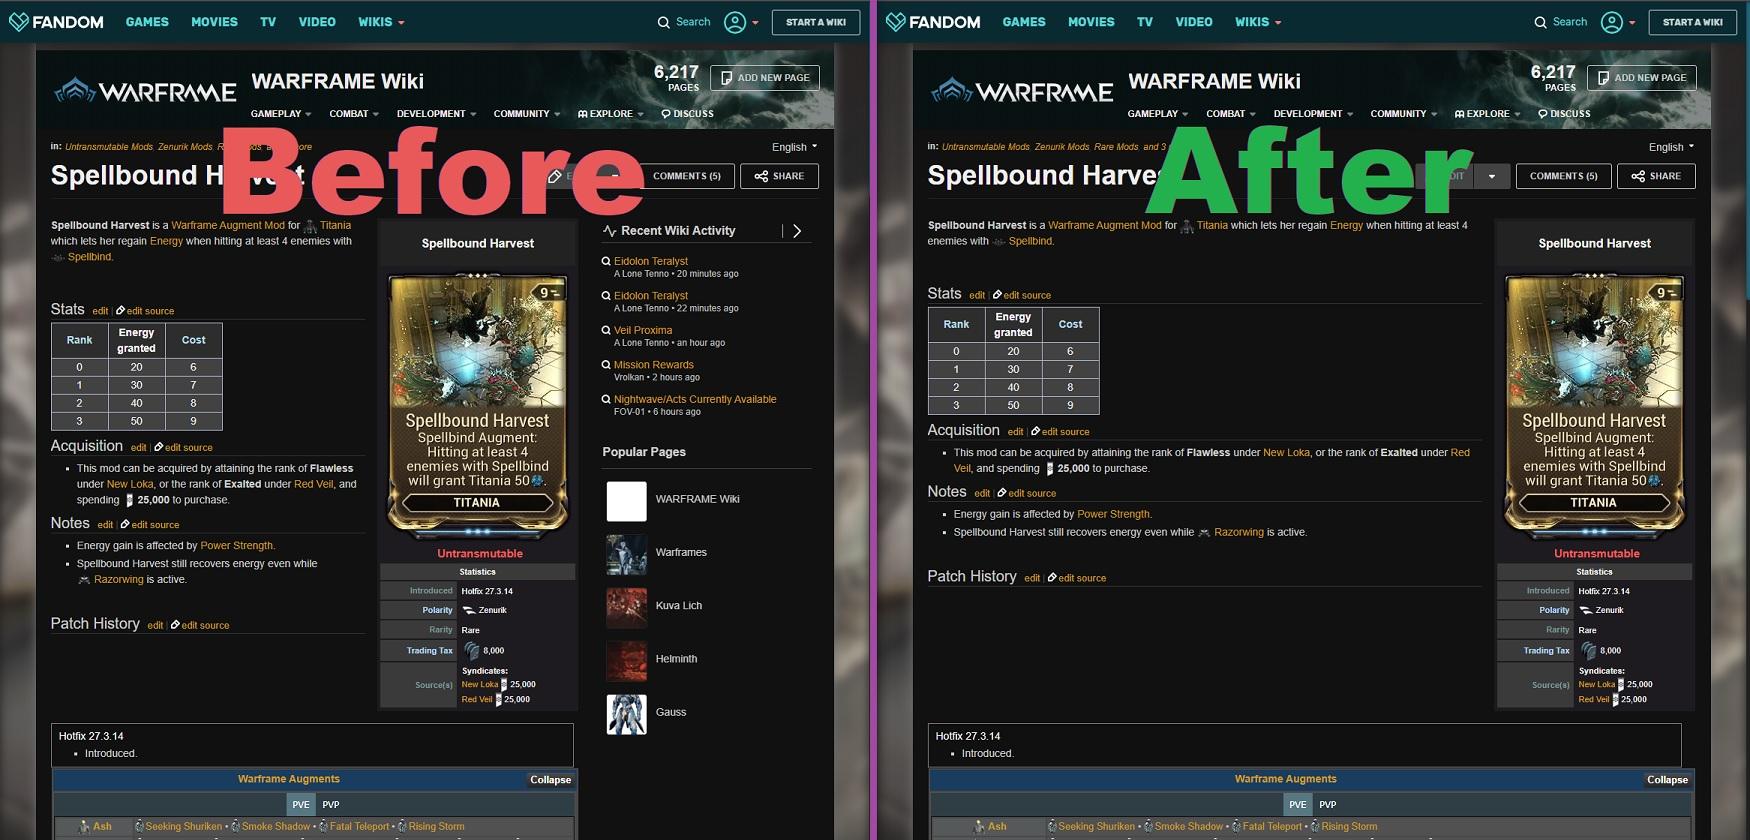 FANDOM GAMES MOVIES TV VIDEO WIKIS Search START A WIKI
WARFRAME WARFRAME Wiki 6,217 PAGES ADD NEW PAGE
GAMEPLAY COMBAT DEVELOPMENT COMMUNITY EXPLORE DISCUSS
Before
in: Untransmutable Mods, Zenurik Mods,
English
Spellbound COMMENTS (5) SHARE
Spellbound Harvest is a Warframe Augment Mod for Titania
which lets her regain Energy when hitting at least 4 enemies with
Spellbind.
Stats edit | edit source
Rank Energy granted Cost
0 20 6
1 30 7
2 40 8
3 50 9
Acquisition edit | edit source
This mod can be acquired by attaining the rank of Flawless
under New Loka, or the rank of Exalted under Red Veil, and
spending 25,000 to purchase.
Notes edit | edit source
Energy gain is affected by Power Strength.
Spellbound Harvest still recovers energy even while
Razorwing is active.
Patch History edit | edit source
Spellbound Harvest
9
Spellbound Harvest
Spellbind Augment:
Hitting at least 4
enemies with Spellbind
will grant Titania 50.
TITANIA
Untransmutable
Statistics
Introduced Hotfix 27.3.14
Polarity Zenurik
Rarity Rare
Trading Tax 8,000
Source(s) Syndicates:
New Loka 25,000
Red Veil 25,000
Recent Wiki Activity
Eidolon Teralyst
A Lone Tenno • 20 minutes ago
Eidolon Teralyst
A Lone Tenno • 22 minutes ago
Veil Proxima
A Lone Tenno • an hour ago
Mission Rewards
Vrolkan • 2 hours ago
Nightwave/Acts Currently Available
FOV-01 • 6 hours ago
Popular Pages
WARFRAME Wiki
Warframes
Kuva Lich
Helminth
Gauss
Hotfix 27.3.14
Introduced.
Warframe Augments Collapse
PVE PVP
Ash Seeking Shuriken • Smoke Shadow • Fatal Teleport • Rising Storm
FANDOM GAMES MOVIES TV VIDEO WIKIS Search START A WIKI
WARFRAME WARFRAME Wiki 6,217 PAGES ADD NEW PAGE
GAMEPLAY COMBAT DEVELOPMENT COMMUNITY EXPLORE DISCUSS
After
in: Untransmutable Mods, Zenurik Mods, Rare Mods, and 3
English
Spellbound COMMENTS (5) SHARE
Spellbound Harvest is a Warframe Augment Mod for Titania which lets her regain Energy when hitting at least 4
enemies with Spellbind.
Stats edit | edit source
Rank Energy granted Cost
0 20 6
1 30 7
2 40 8
3 50 9
Acquisition edit | edit source
This mod can be acquired by attaining the rank of Flawless under New Loka, or the rank of Exalted under Red
Veil, and spending 25,000 to purchase.
Notes edit | edit source
Energy gain is affected by Power Strength.
Spellbound Harvest still recovers energy even while Razorwing is active.
Patch History edit | edit source
Spellbound Harvest
9
Spellbound Harvest
Spellbind Augment:
Hitting at least 4
enemies with Spellbind
will grant Titania 50.
TITANIA
Untransmutable
Statistics
Introduced Hotfix 27.3.14
Polarity Zenurik
Rarity Rare
Trading Tax 8,000
Source(s) Syndicates:
New Loka 25,000
Red Veil 25,000
Hotfix 27.3.14
Introduced.
Warframe Augments Collapse
PVE PVP
Ash Seeking Shuriken • Smoke Shadow • Fatal Teleport • Rising Storm